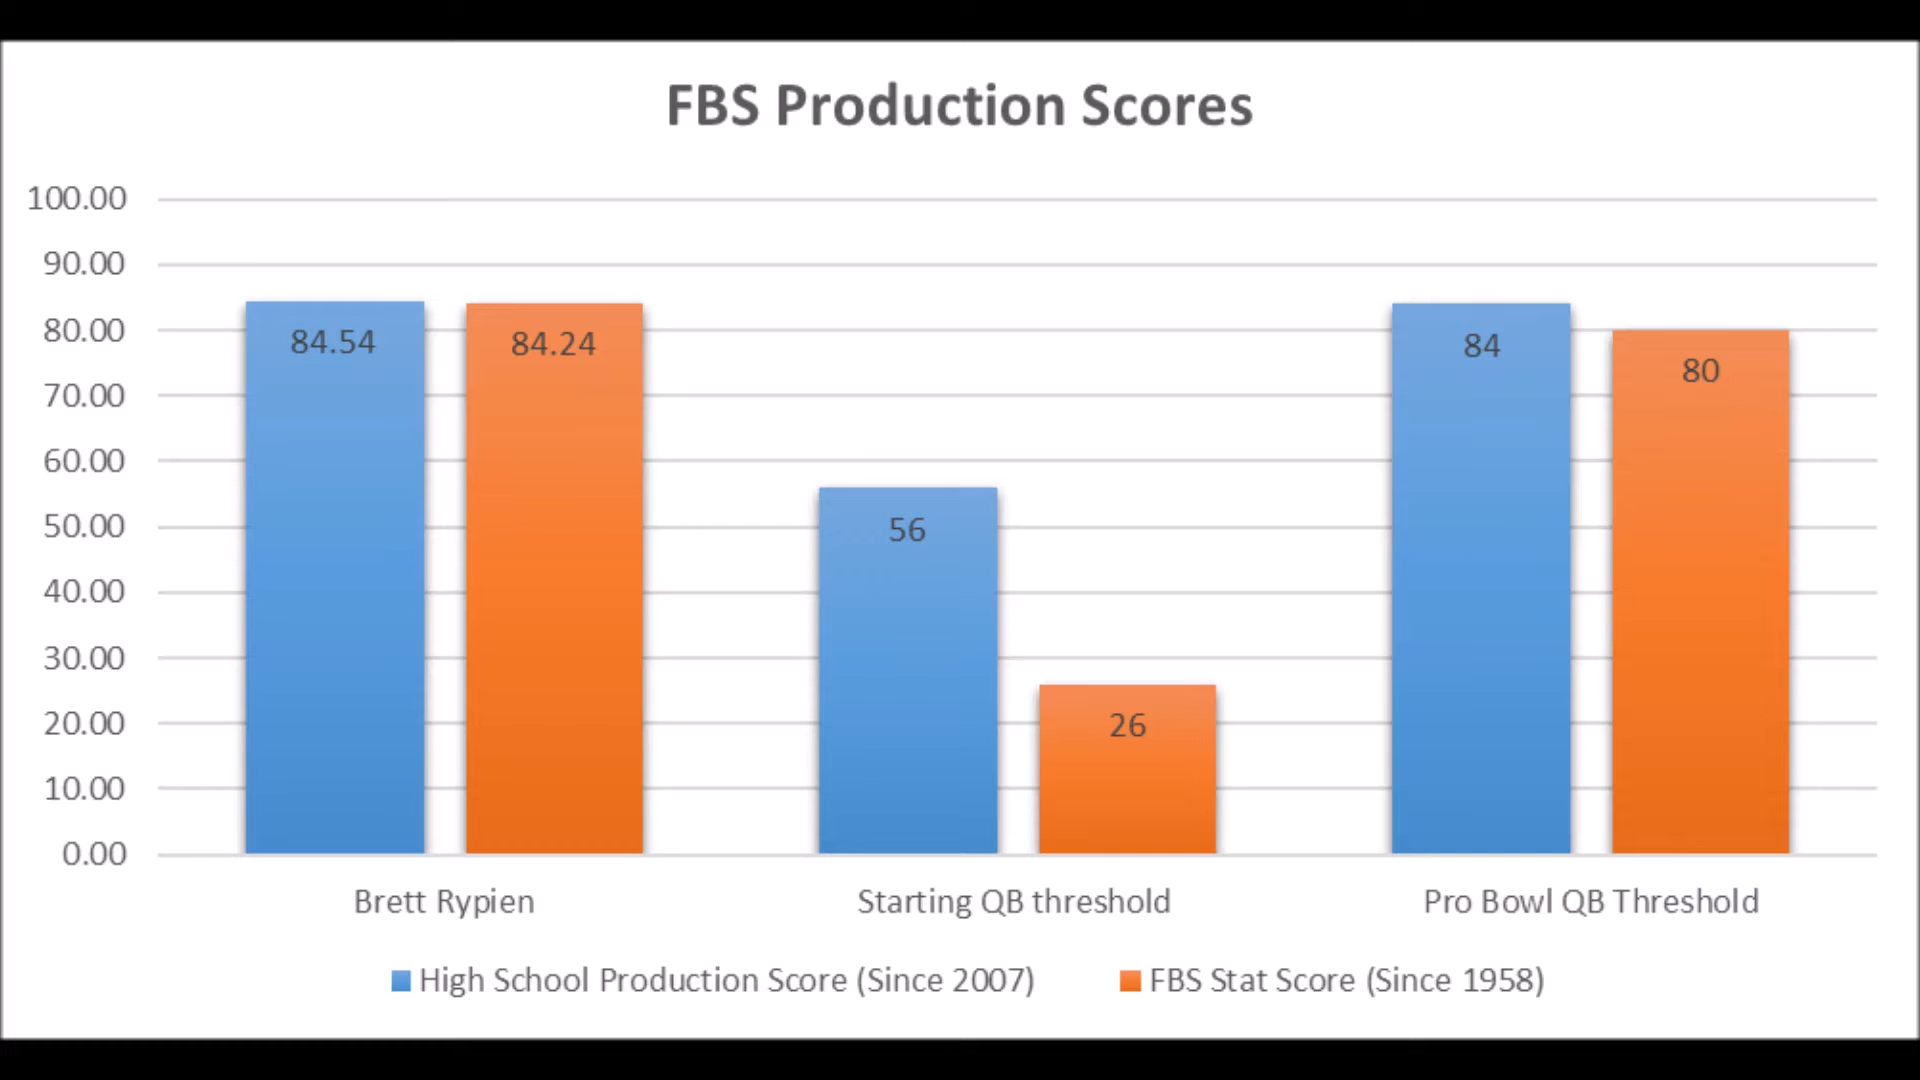 FBS Production Scores
100.00
90.00
80.00
70.00
60.00
50.00
40.00
30.00
20.00
10.00
0.00
84.54
84.24
56
26
84
80
Brett Rypien
Starting QB threshold
Pro Bowl QB Threshold
High School Production Score (Since 2007)
FBS Stat Score (Since 1958)